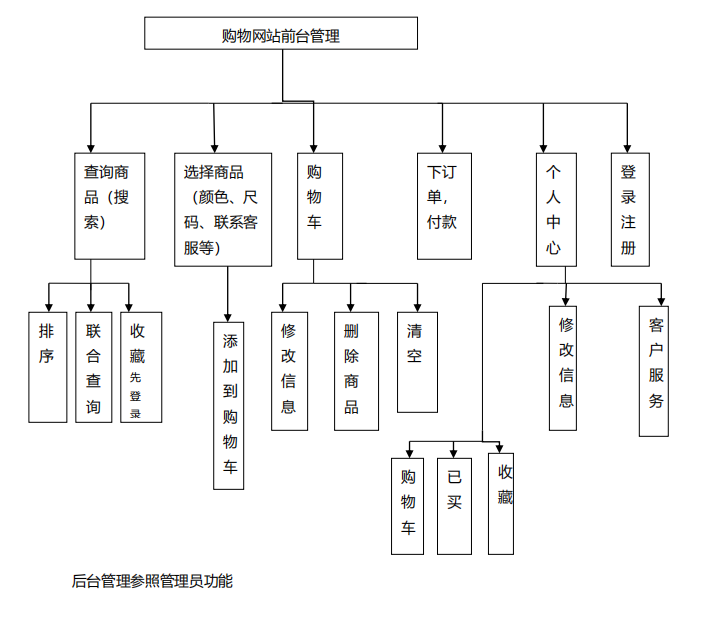 购物网站前台管理
查询商
品（搜
索）
选择商品
（颜色、尺
码、联系客
服等）
购
物
车
下订
单，
付款
个
人
中
心
登
录
注
册
排
序
联
合
查
询
收
藏
先
登
录
添
加
到
购
物
车
修
改
信
息
删
除
商
品
清
空
修
改
信
息
客
户
服
务
购
物
车
已
买
收
藏
后台管理参照管理员功能